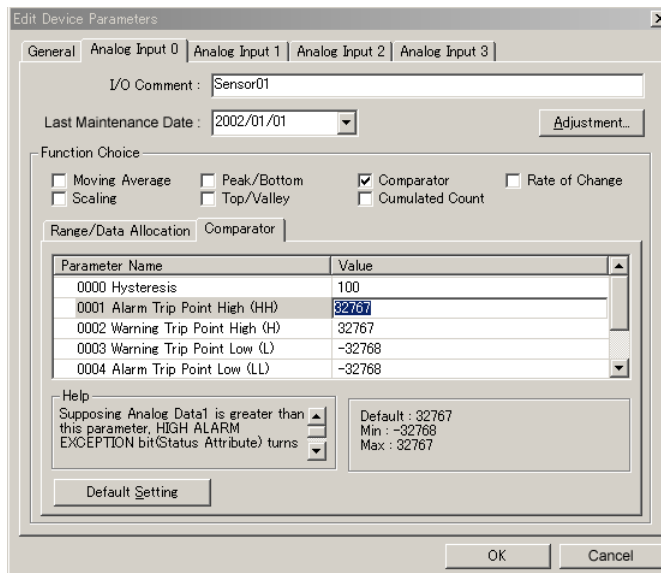 Edit Device Parameters
General Analog Input 0 Analog Input 1 Analog Input 2 Analog Input 3
I/O Comment : Sensor01
Last Maintenance Date : 2002/01/01 Adjustment...
Function Choice
Moving Average Peak/Bottom Comparator Rate of Change
Scaling Top/Valley Cumulated Count
Range/Data Allocation Comparator
Parameter Name Value
0000 Hysteresis 100
0001 Alarm Trip Point High (HH) 32767
0002 Warning Trip Point High (H) 32767
0003 Warning Trip Point Low (L) -32768
0004 Alarm Trip Point Low (LL) -32768
Help
Supposing Analog Data1 is greater than
this parameter, HIGH ALARM
EXCEPTION bit(Status Attribute) turns
Default : 32767
Min : -32768
Max : 32767
Default Setting
OK Cancel